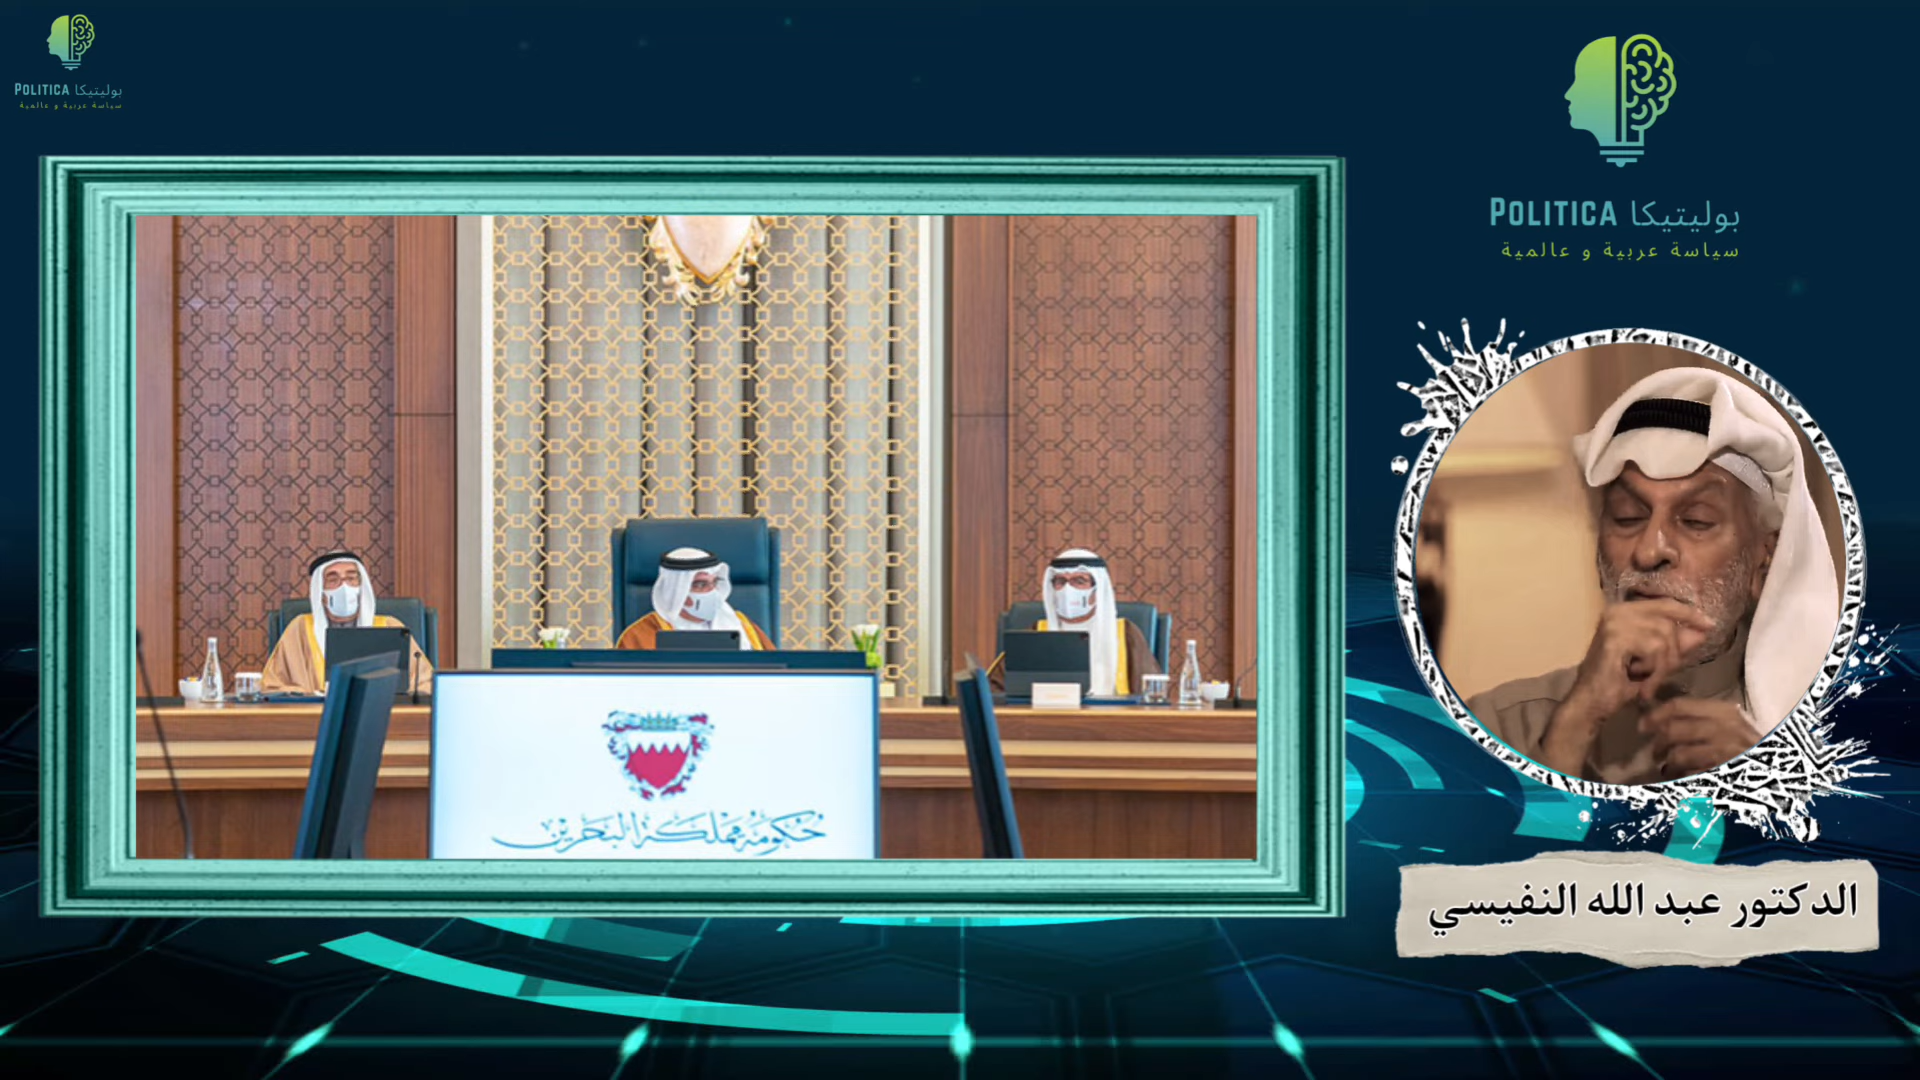 POLITICA بوليتيكا
سياسة عربية و عالمية
POLITICA بوليتيكا
سياسة عربية و عالمية
حكومة مملكة البحرين
الدكتور عبد الله النفيسي